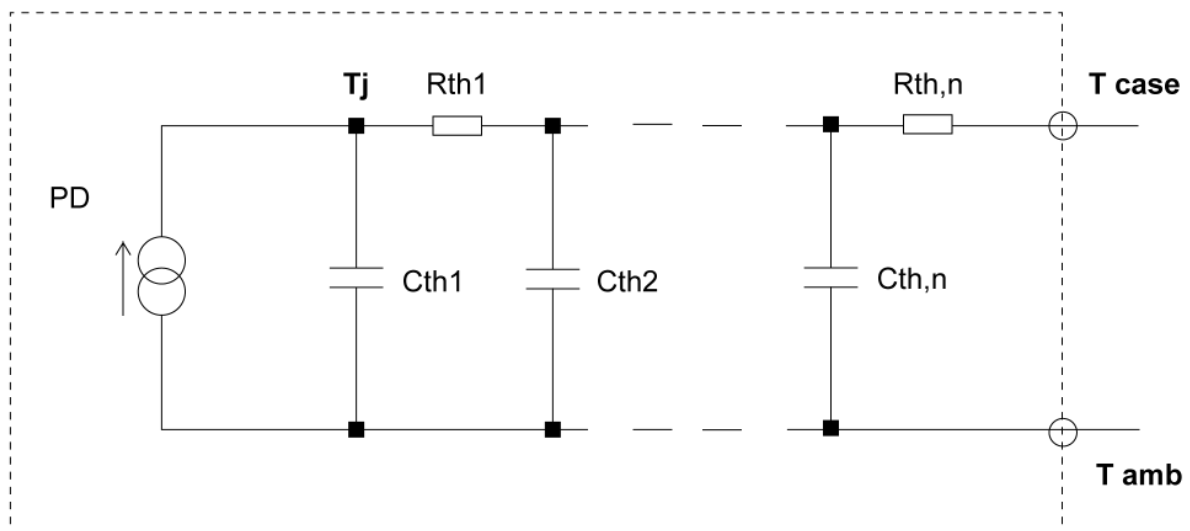 Tj
Rth1
Rth,n
T case
PD
Cth1
Cth2
Cth,n
T amb